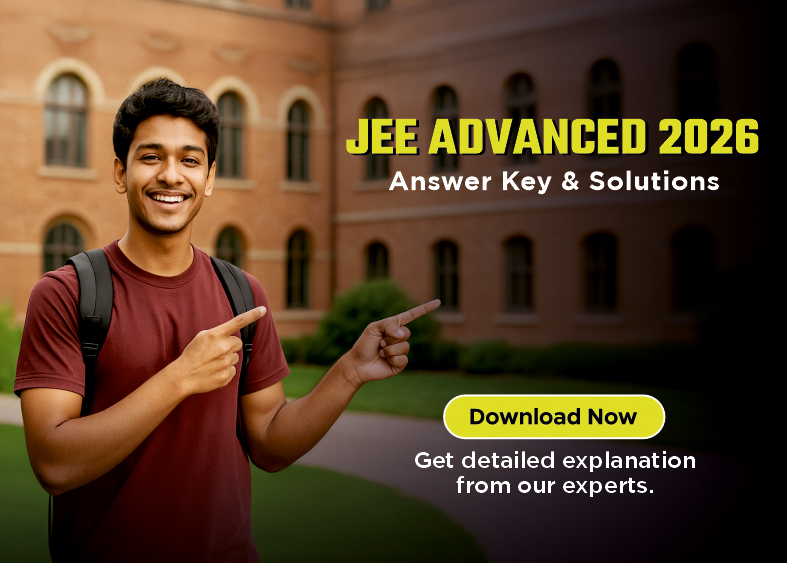 JEE ADVANCED 2026
Answer Key & Solutions
Download Now
Get detailed explanation
from our experts.